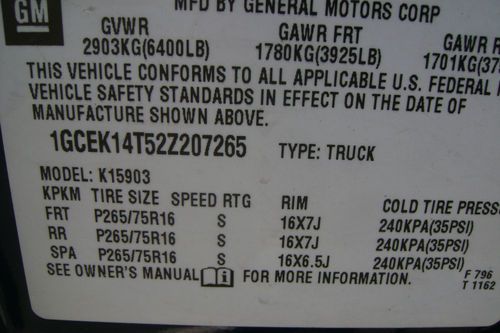 GM
MFD BY GENERAL MOTORS CORP
GVWR GAWR FRT GAWR
2903KG(6400LB) 1780KG(3925LB) 1701KG(37
THIS VEHICLE CONFORMS TO ALL APPLICABLE U.S. FEDERAL
VEHICLE SAFETY STANDARDS IN EFFECT ON THE DATE OF
MANUFACTURE SHOWN ABOVE.
1GCEK14T52Z207265 TYPE: TRUCK
MODEL: K15903
KPKM TIRE SIZE SPEED RTG RIM COLD TIRE PRESS
FRT P265/75R16 S 16X7J 240KPA(35PSI)
RR P265/75R16 S 16X7J 240KPA(35PSI)
SPA P265/75R16 S 16X6.5J 240KPA(35PSI)
SEE OWNER'S MANUAL FOR MORE INFORMATION.
F 796
T 1162